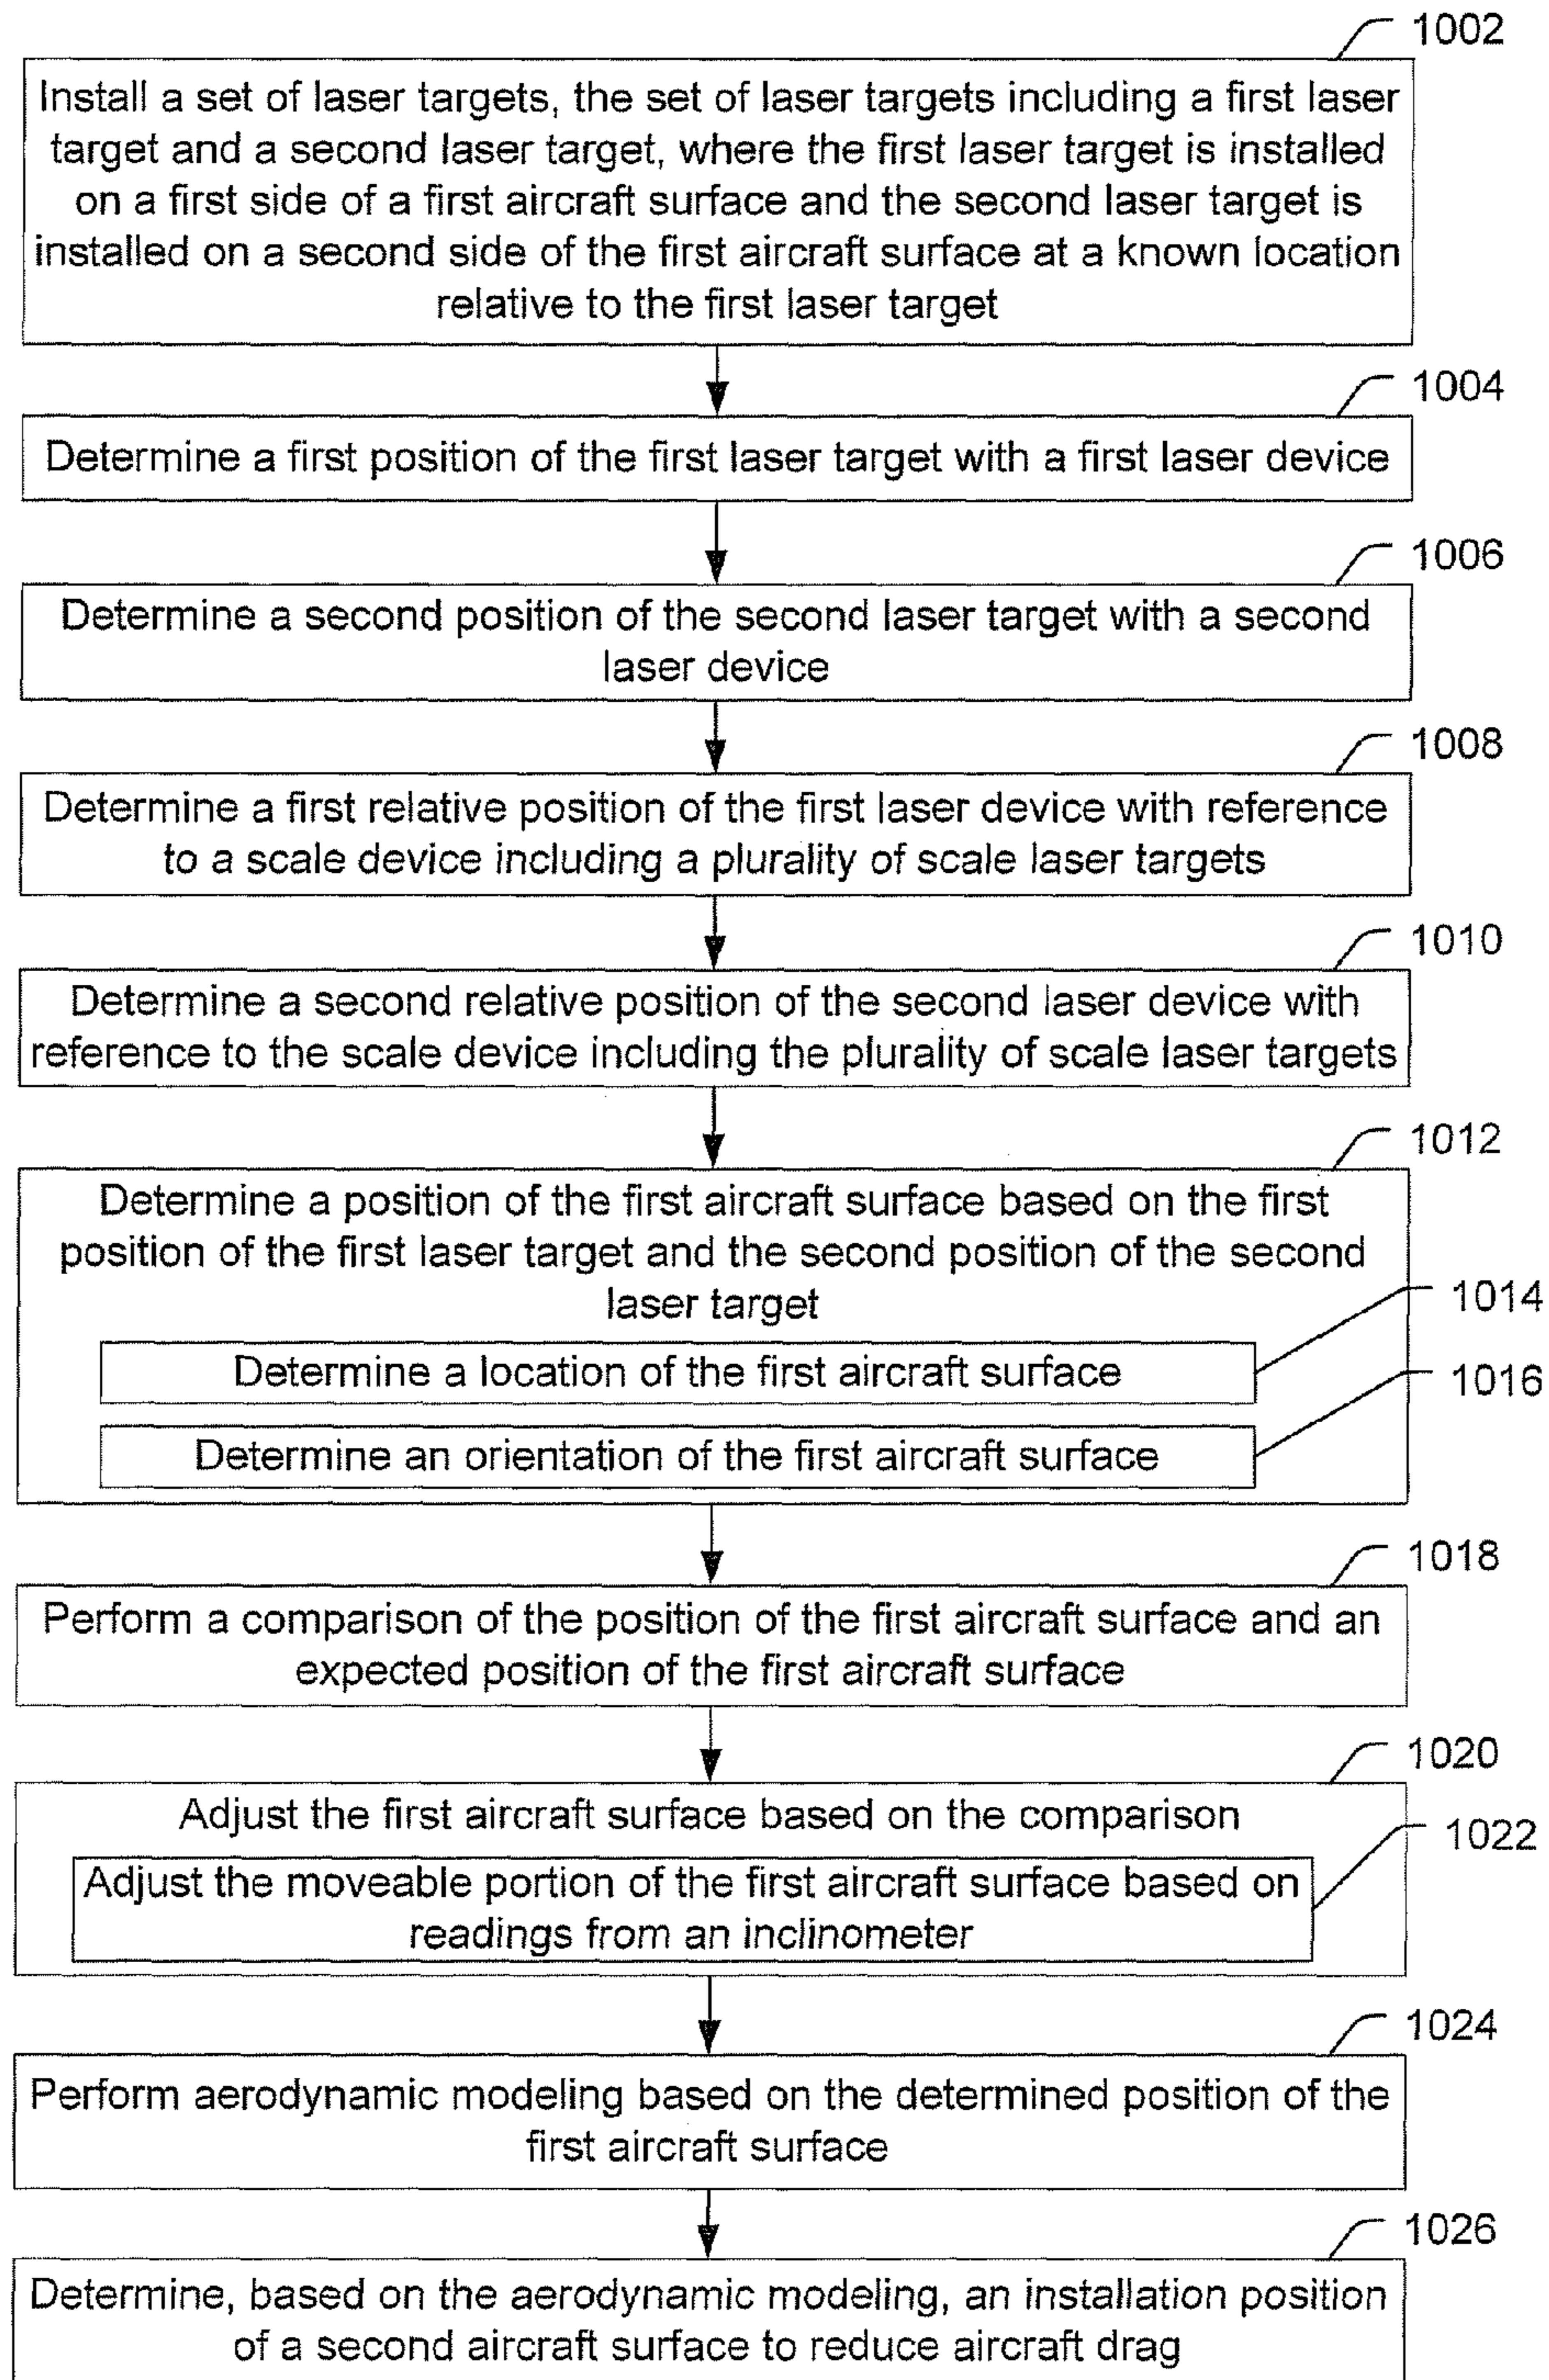 1002
Install a set of laser targets, the set of laser targets including a first laser
target and a second laser target, where the first laser target is installed
on a first side of a first aircraft surface and the second laser target is
installed on a second side of the first aircraft surface at a known location
relative to the first laser target
1004
Determine a first position of the first laser target with a first laser device
1006
Determine a second position of the second laser target with a second
laser device
1008
Determine a first relative position of the first laser device with reference
to a scale device including a plurality of scale laser targets
1010
Determine a second relative position of the second laser device with
reference to the scale device including the plurality of scale laser targets
1012
Determine a position of the first aircraft surface based on the first
position of the first laser target and the second position of the second
laser target
1014
Determine a location of the first aircraft surface
1016
Determine an orientation of the first aircraft surface
1018
Perform a comparison of the position of the first aircraft surface and an
expected position of the first aircraft surface
1020
Adjust the first aircraft surface based on the comparison
1022
Adjust the moveable portion of the first aircraft surface based on
readings from an inclinometer
1024
Perform aerodynamic modeling based on the determined position of the
first aircraft surface
1026
Determine, based on the aerodynamic modeling, an installation position
of a second aircraft surface to reduce aircraft drag